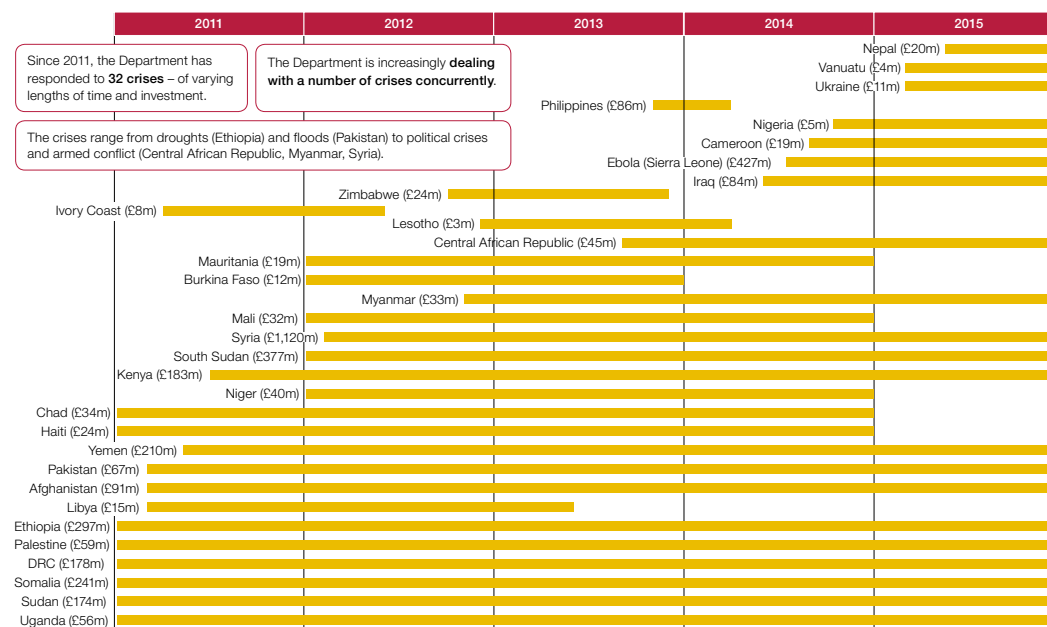 2011 2012 2013 2014 2015
Since 2011, the Department has
responded to 32 crises – of varying
lengths of time and investment.
The Department is increasingly dealing
with a number of crises concurrently.
The crises range from droughts (Ethiopia) and floods (Pakistan) to political crises
and armed conflict (Central African Republic, Myanmar, Syria).
Nepal (£20m)
Vanuatu (£4m)
Ukraine (£11m)
Philippines (£86m)
Nigeria (£5m)
Cameroon (£19m)
Ebola (Sierra Leone) (£427m)
Iraq (£84m)
Zimbabwe (£24m)
Ivory Coast (£8m)
Lesotho (£3m)
Central African Republic (£45m)
Mauritania (£19m)
Burkina Faso (£12m)
Myanmar (£33m)
Mali (£32m)
Syria (£1,120m)
South Sudan (£377m)
Kenya (£183m)
Niger (£40m)
Chad (£34m)
Haiti (£24m)
Yemen (£210m)
Pakistan (£67m)
Afghanistan (£91m)
Libya (£15m)
Ethiopia (£297m)
Palestine (£59m)
DRC (£178m)
Somalia (£241m)
Sudan (£174m)
Uganda (£56m)